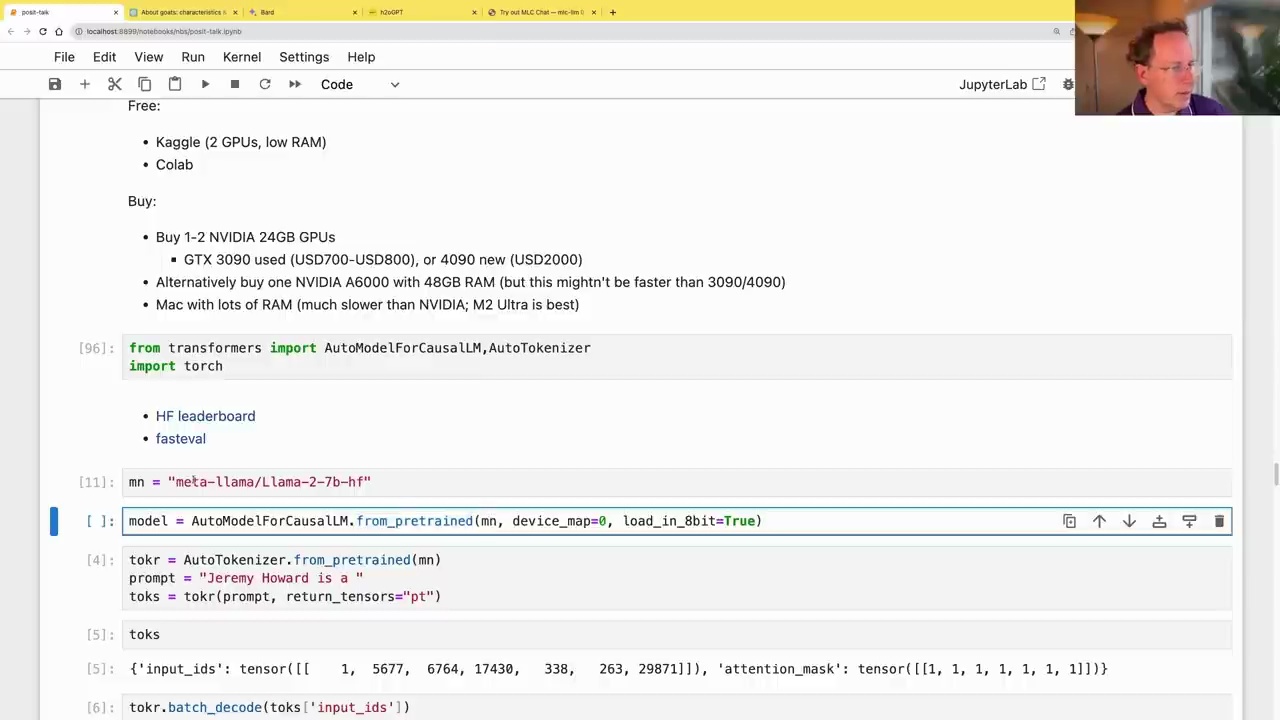 posit-talk
About goats: characteristics
Bard
h2oGPT
Try out MLC Chat — mlc-llm
localhost:8899/notebooks/nbs/posit-talk.ipynb
File Edit View Run Kernel Settings Help
Code
JupyterLab
Free:
• Kaggle (2 GPUs, low RAM)
• Colab
Buy:
• Buy 1-2 NVIDIA 24GB GPUs
▪ GTX 3090 used (USD700-USD800), or 4090 new (USD2000)
• Alternatively buy one NVIDIA A6000 with 48GB RAM (but this mightn't be faster than 3090/4090)
• Mac with lots of RAM (much slower than NVIDIA; M2 Ultra is best)
[96]: from transformers import AutoModelForCausalLM,AutoTokenizer
import torch
• HF leaderboard
• fasteval
[11]: mn = "meta-llama/Llama-2-7b-hf"
[ ]: model = AutoModelForCausalLM.from_pretrained(mn, device_map=0, load_in_8bit=True)
[4]: tokr = AutoTokenizer.from_pretrained(mn)
prompt = "Jeremy Howard is a "
toks = tokr(prompt, return_tensors="pt")
[5]: toks
[5]: {'input_ids': tensor([[ 1, 5677, 6764, 17430, 338, 263, 29871]]), 'attention_mask': tensor([[1, 1, 1, 1, 1, 1, 1]])}
[6]: tokr.batch_decode(toks['input_ids'])